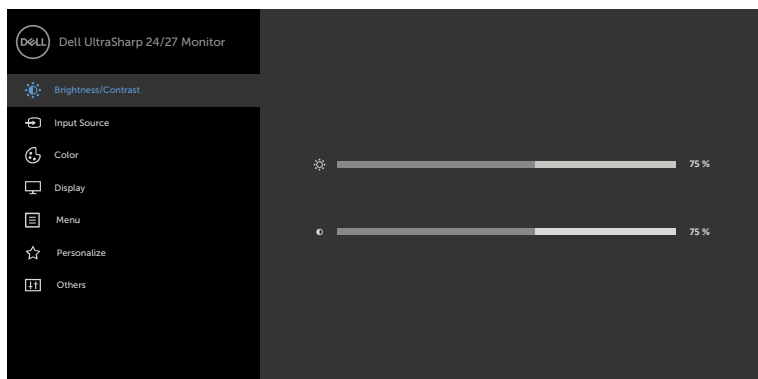 DELL
Dell UltraSharp 24/27 Monitor
Brightness/Contrast
Input Source
Color
75 %
Display
Menu
75 %
Personalize
Others